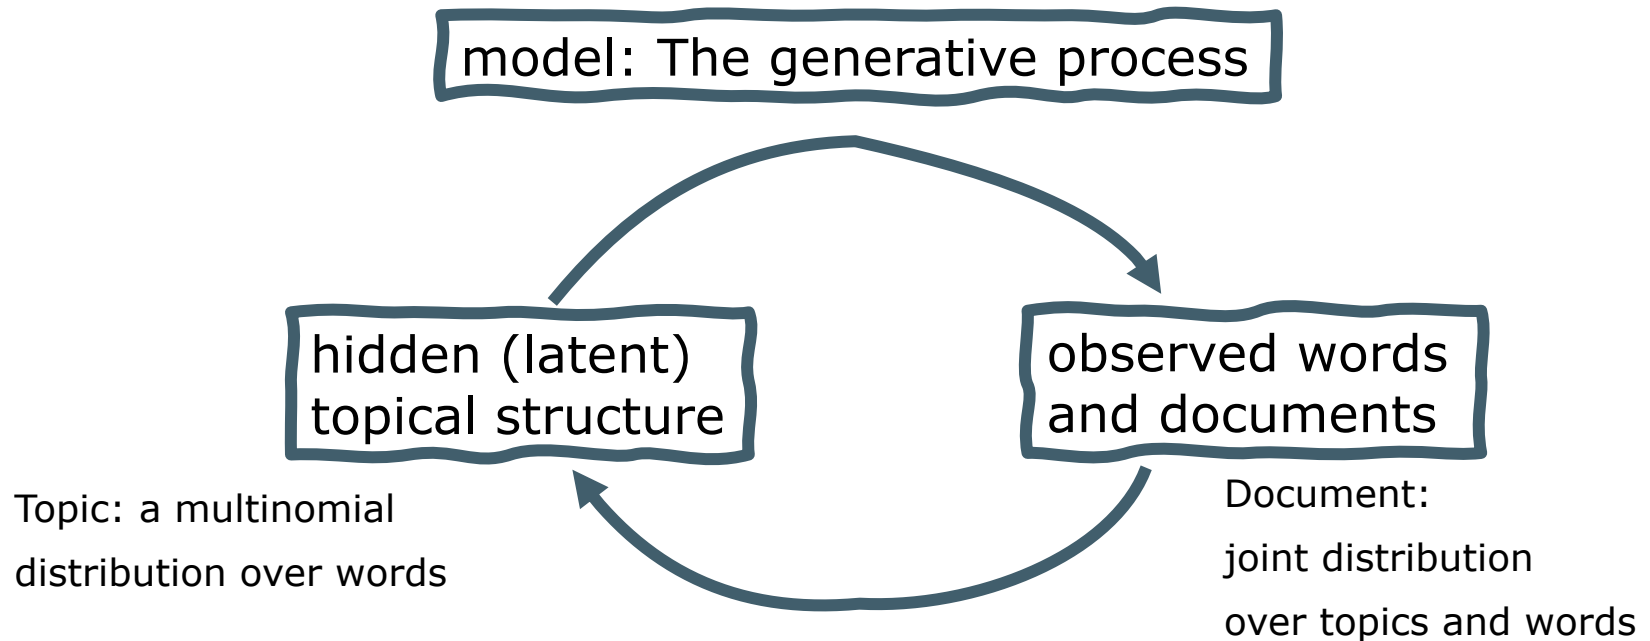 model: The generative process
hidden (latent)
topical structure
observed words
and documents
Topic: a multinomial
distribution over words
Document:
joint distribution
over topics and words